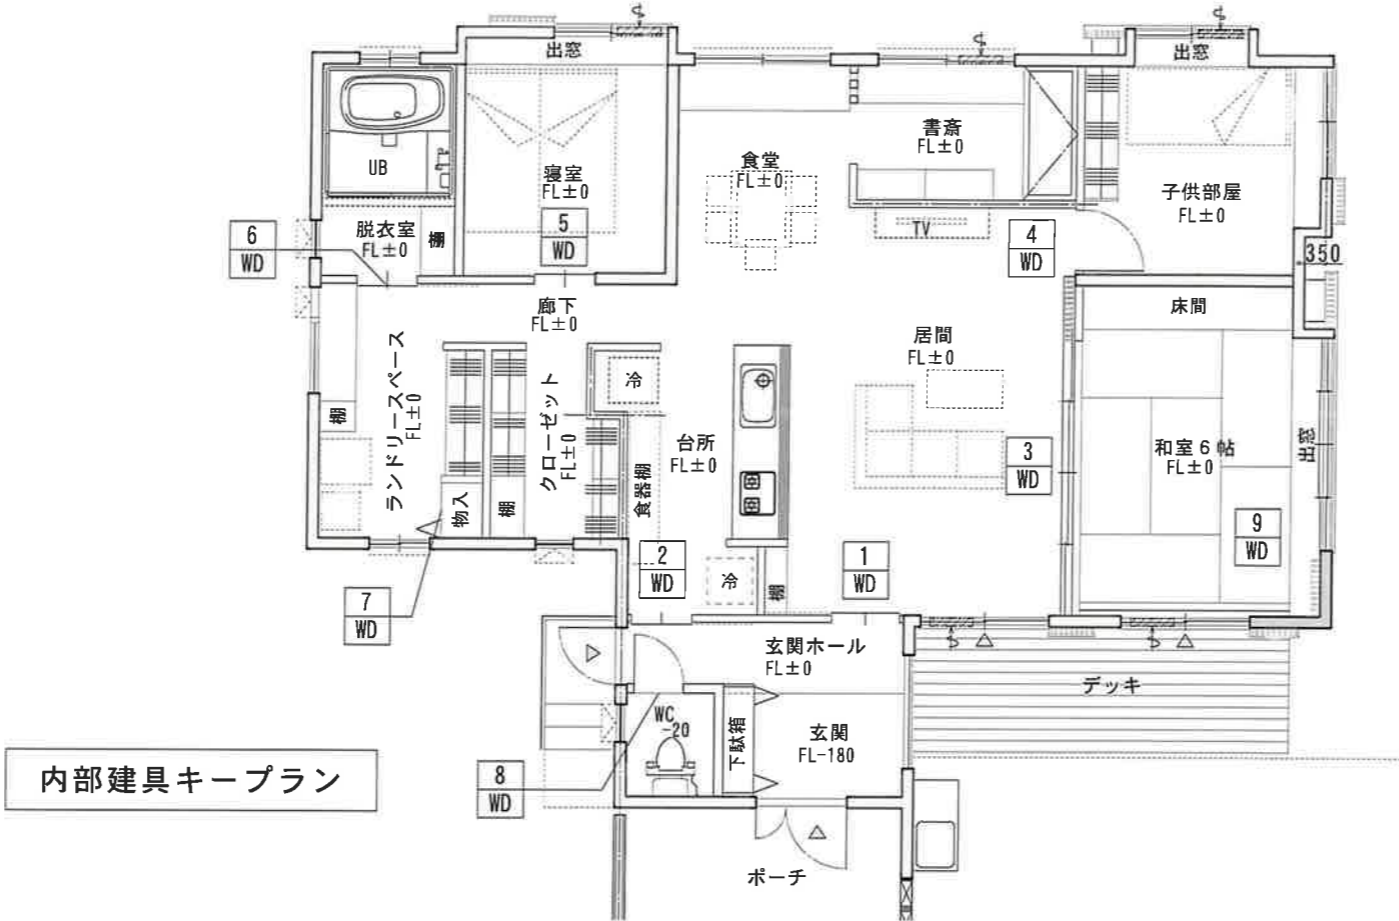 出窓
出窓
UB
寝室
FL±0
食堂
FL±0
書斎
FL±0
子供部屋
FL±0
脱衣室
FL±0
棚
6
WD
5
WD
TV
4
WD
350
廊下
FL±0
床間
居間
FL±0
ランドリースペース
FL±0
棚
クローゼット
FL±0
冷
台所
FL±0
食器棚
和室6帖
FL±0
出窓
3
WD
物入
棚
9
WD
2
WD
冷
棚
1
WD
7
WD
玄関ホール
FL±0
デッキ
WC
-20
下駄箱
玄関
FL-180
8
WD
内部建具キープラン
ポーチ